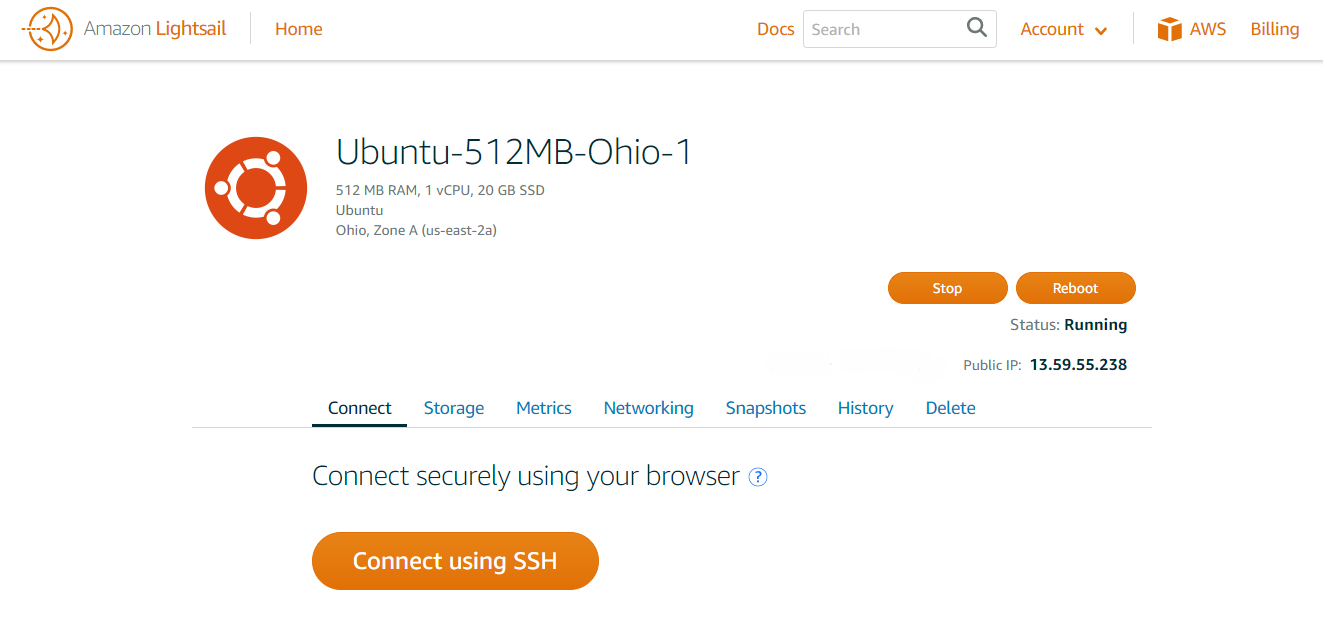 Amazon Lightsail Home Docs Search Account AWS Billing
Ubuntu-512MB-Ohio-1
512 MB RAM, 1 vCPU, 20 GB SSD
Ubuntu
Ohio, Zone A (us-east-2a)
Stop Reboot
Status: Running
Public IP: 13.59.55.238
Connect Storage Metrics Networking Snapshots History Delete
Connect securely using your browser ?
Connect using SSH